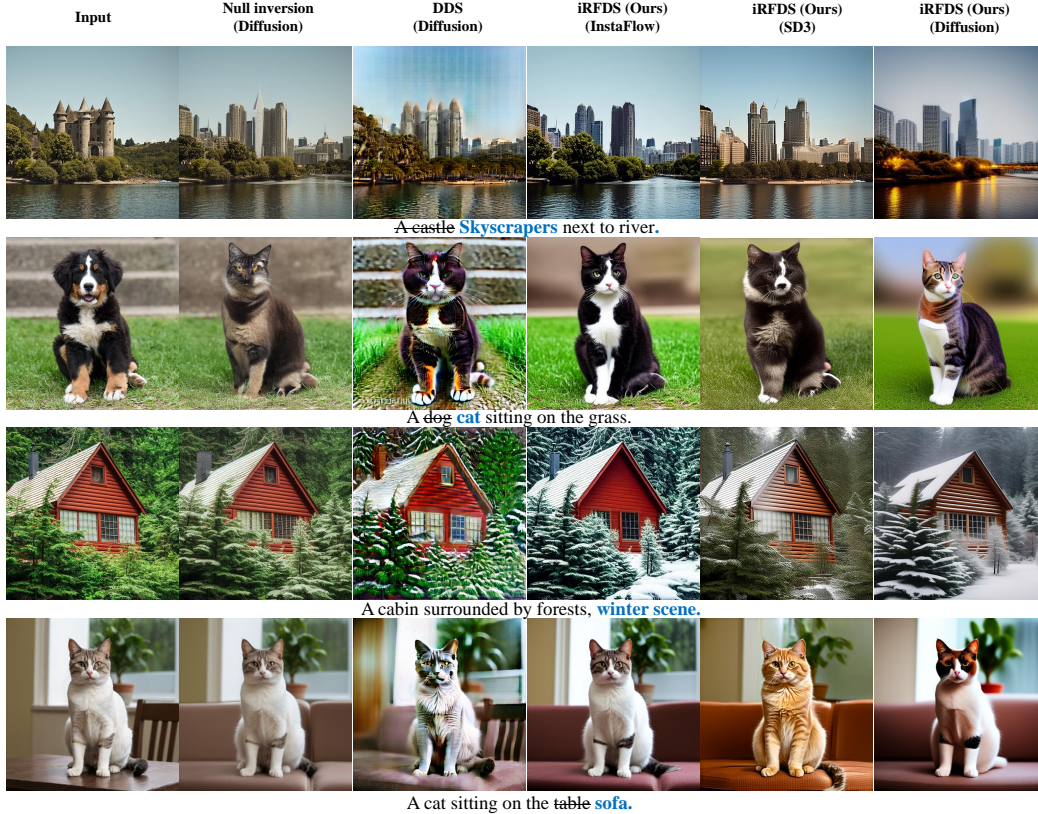 Input
Null inversion
(Diffusion)
DDS
(Diffusion)
iRFDS (Ours)
(InstaFlow)
iRFDS (Ours)
(SD3)
iRFDS (Ours)
(Diffusion)
A castle Skyscrapers next to river.
A dog cat sitting on the grass.
A cabin surrounded by forests, winter scene.
A cat sitting on the table sofa.